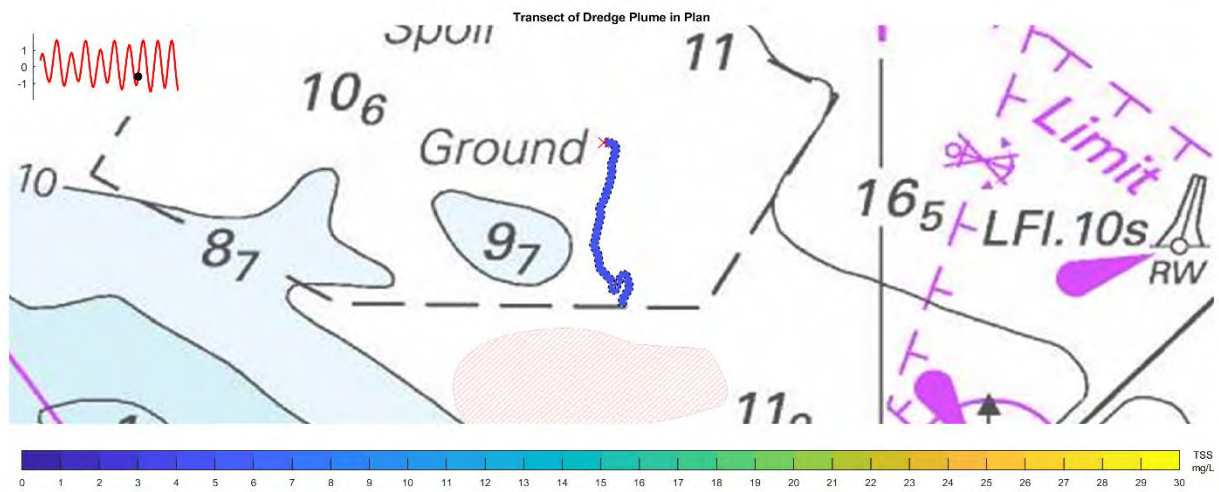 Transect of Dredge Plume in Plan
1
0
-1
Spoil
11
10₆
Limit
Ground
10
16₅
LFl.10s
8₇
9₇
RW
TSS
mg/L
0 1 2 3 4 5 6 7 8 9 10 11 12 13 14 15 16 17 18 19 20 21 22 23 24 25 26 27 28 29 30